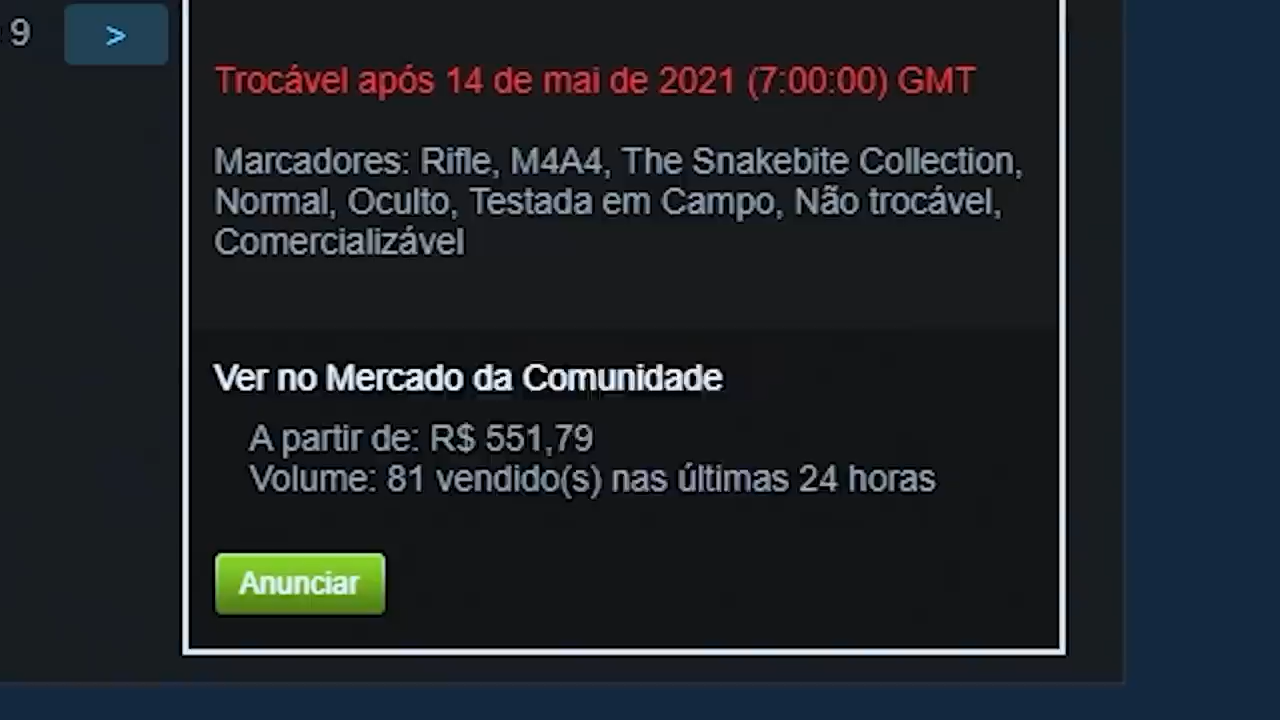 9 >
Trocável após 14 de mai de 2021 (7:00:00) GMT
Marcadores: Rifle, M4A4, The Snakebite Collection,
Normal, Oculto, Testada em Campo, Não trocável,
Comercializável
Ver no Mercado da Comunidade
A partir de: R$ 551,79
Volume: 81 vendido(s) nas últimas 24 horas
Anunciar